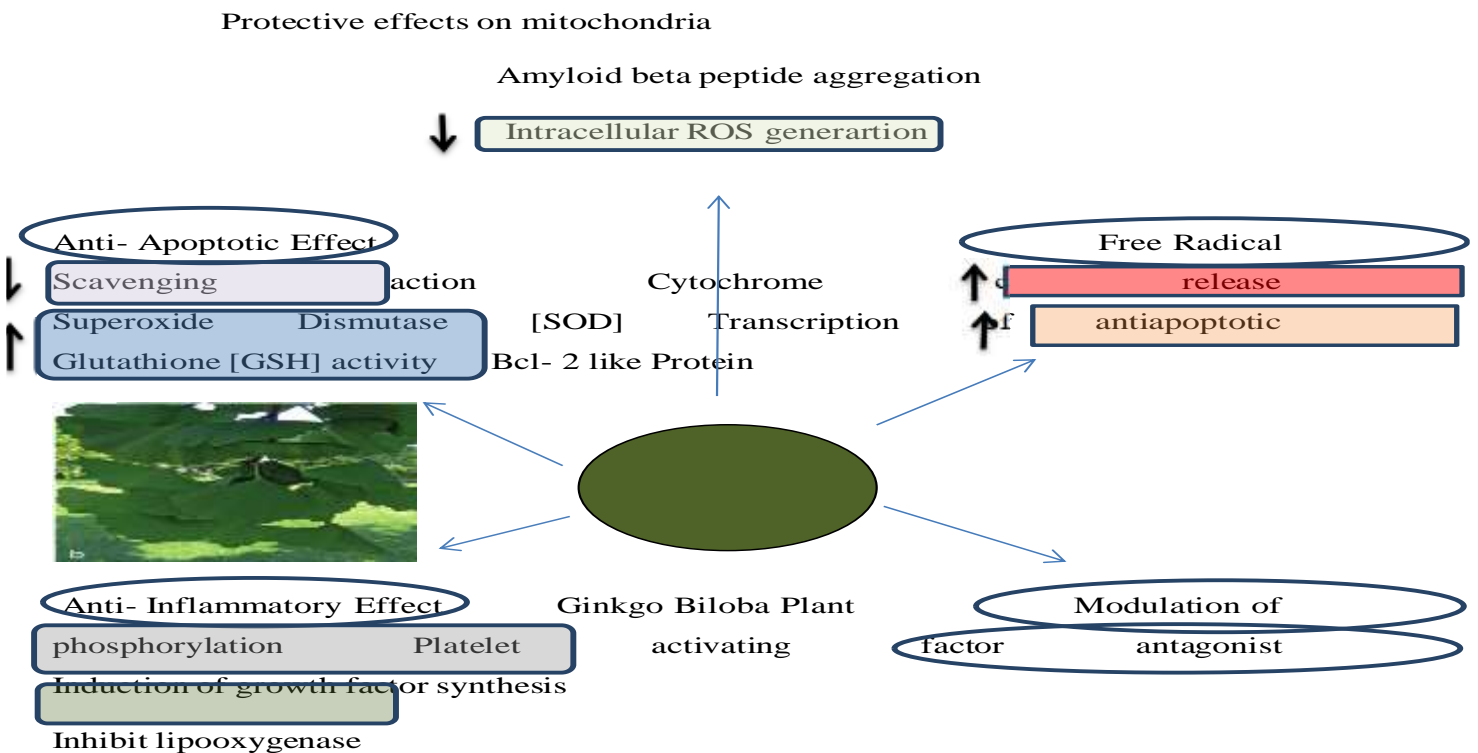 Protective effects on mitochondria
Amyloid beta peptide aggregation
↓ Intracellular ROS generartion
Anti- Apoptotic Effect Free Radical
↓ Scavenging action Cytochrome ↑ c release
Superoxide Dismutase [SOD] Transcription ↑ of antiapoptotic
↑ Glutathione [GSH] activity Bcl- 2 like Protein
b
Anti- Inflammatory Effect Ginkgo Biloba Plant Modulation of
phosphorylation Platelet activating factor antagonist
Induction of growth factor synthesis
Inhibit lipooxygenase